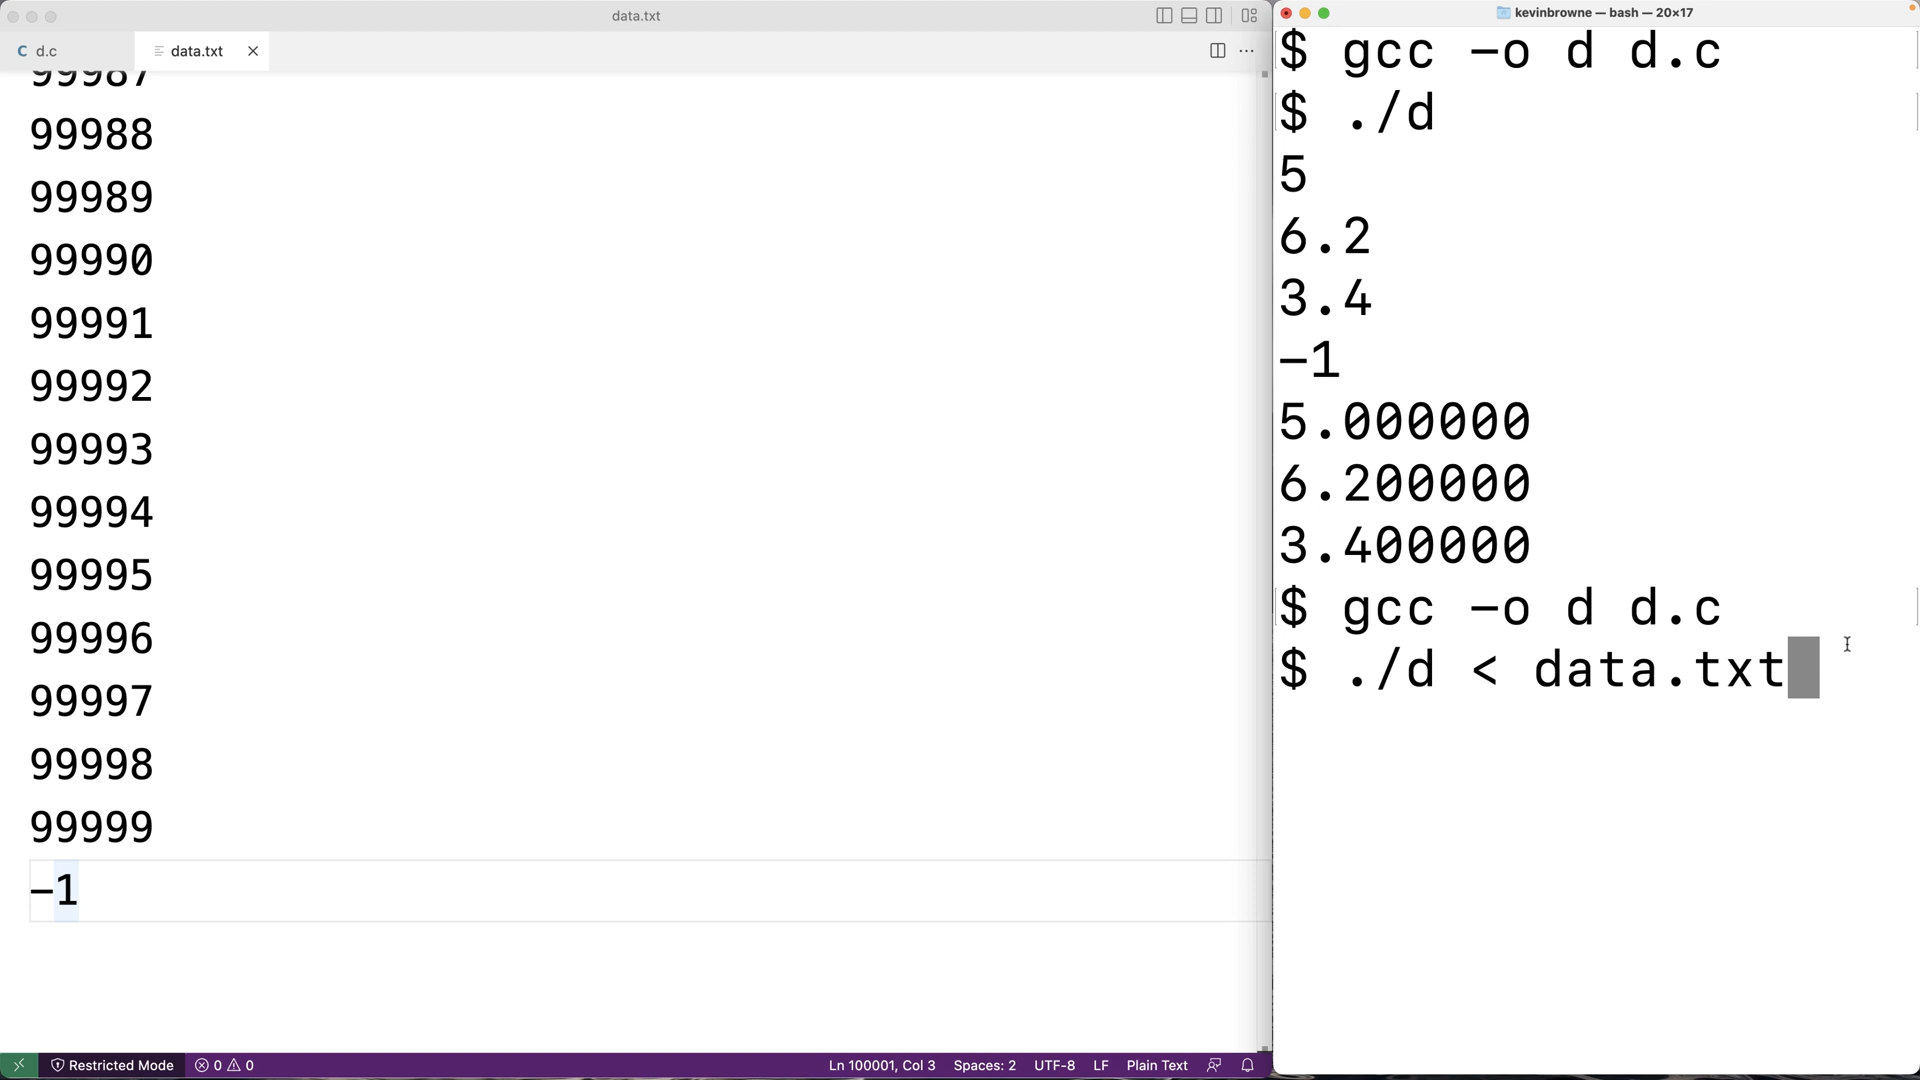 data.txt
C d.c
data.txt
99987
99988
99989
99990
99991
99992
99993
99994
99995
99996
99997
99998
99999
-1
Restricted Mode
0 0
Ln 100001, Col 3
Spaces: 2
UTF-8
LF
Plain Text
kevinbrowne — bash — 20×17
$ gcc -o d d.c
$ ./d
5
6.2
3.4
-1
5.000000
6.200000
3.400000
$ gcc -o d d.c
$ ./d < data.txt